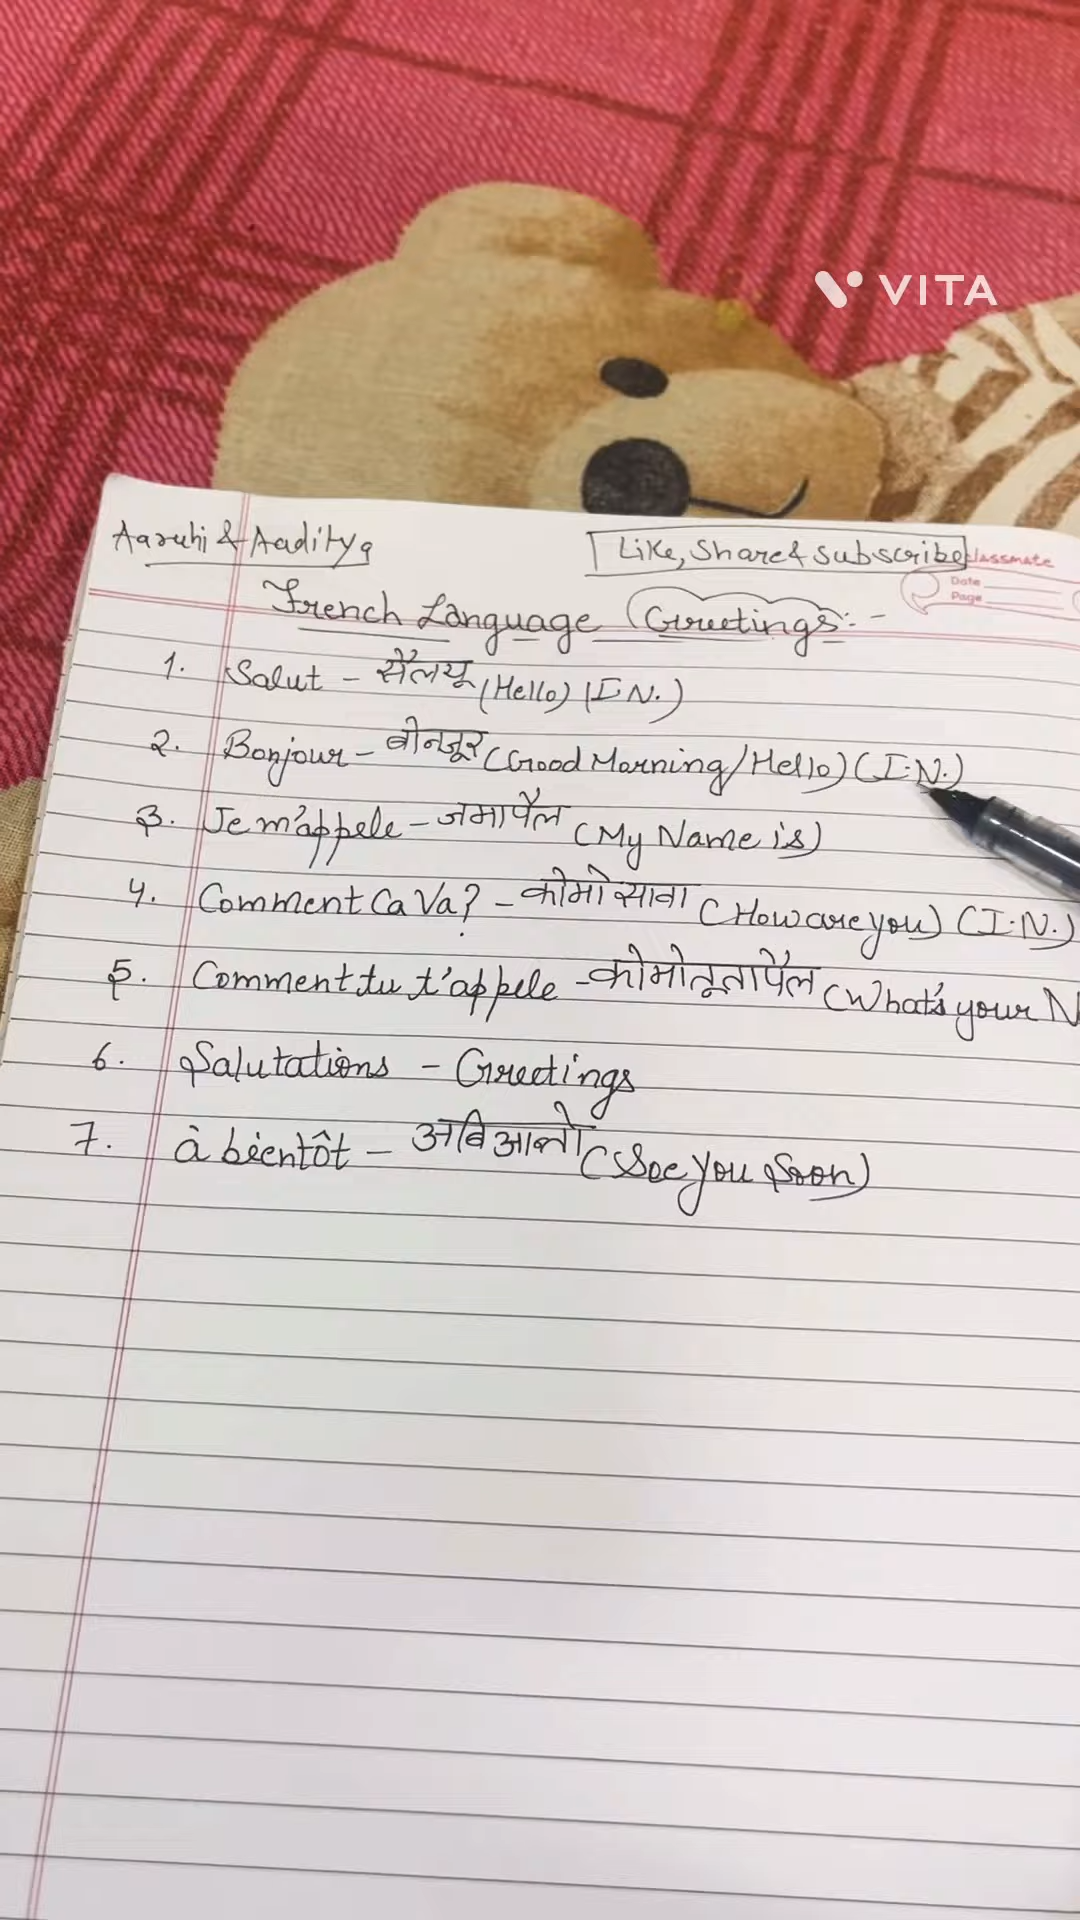 VITA
Aaruhi & Aaditya
Like, Share & Subscribe
classmate
Date
Page
French Language Greetings:-
1. Salut - सैलयू (Hello) (I.N.)
2. Bonjour - बोनजूर (Good Morning/Hello) (I.N.)
3. Je m'appele - जमापैल (My Name is)
4. Comment Ca Va? - कोमो सावा (How are you) (I.N.)
5. Comment tu t'appele - कोमोतूतापैल (What's your N
6. Salutations - Greetings
7. à bientôt - अबिआन्तो (See you Soon)